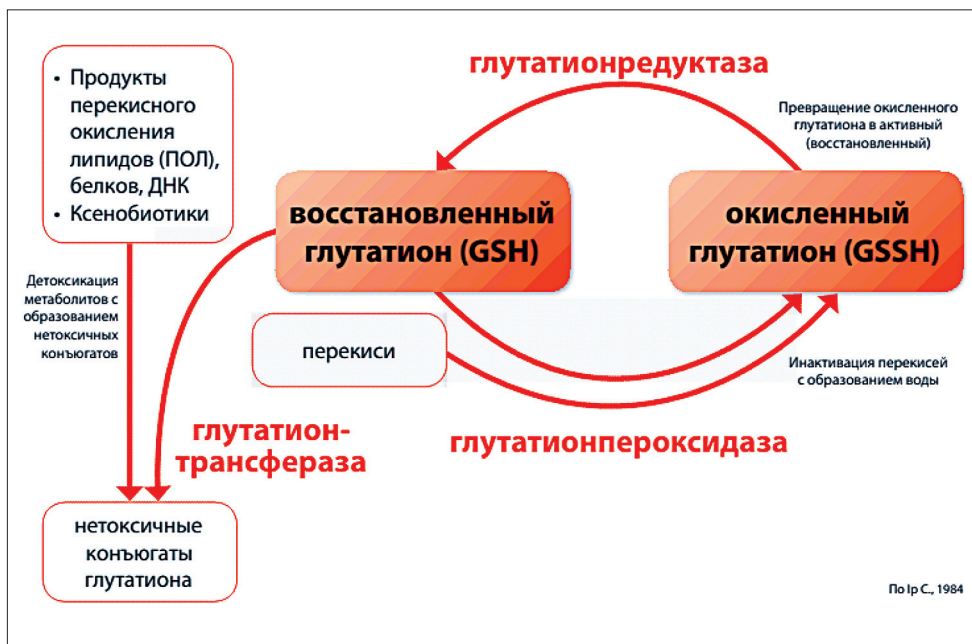 • Продукты
перекисного
окисления
липидов (ПОЛ),
белков, ДНК
• Ксенобиотики
глутатионредуктаза
Превращение окисленного
глутатиона в активный
(восстановленный)
восстановленный
глутатион (GSH)
окисленный
глутатион (GSSH)
Детоксикация
метаболитов с
образованием
нетоксичных
конъюгатов
перекиси
Инактивация перекисей
с образованием воды
глутатион-
трансфераза
глутатионпероксидаза
нетоксичные
конъюгаты
глутатиона
По Ip C., 1984